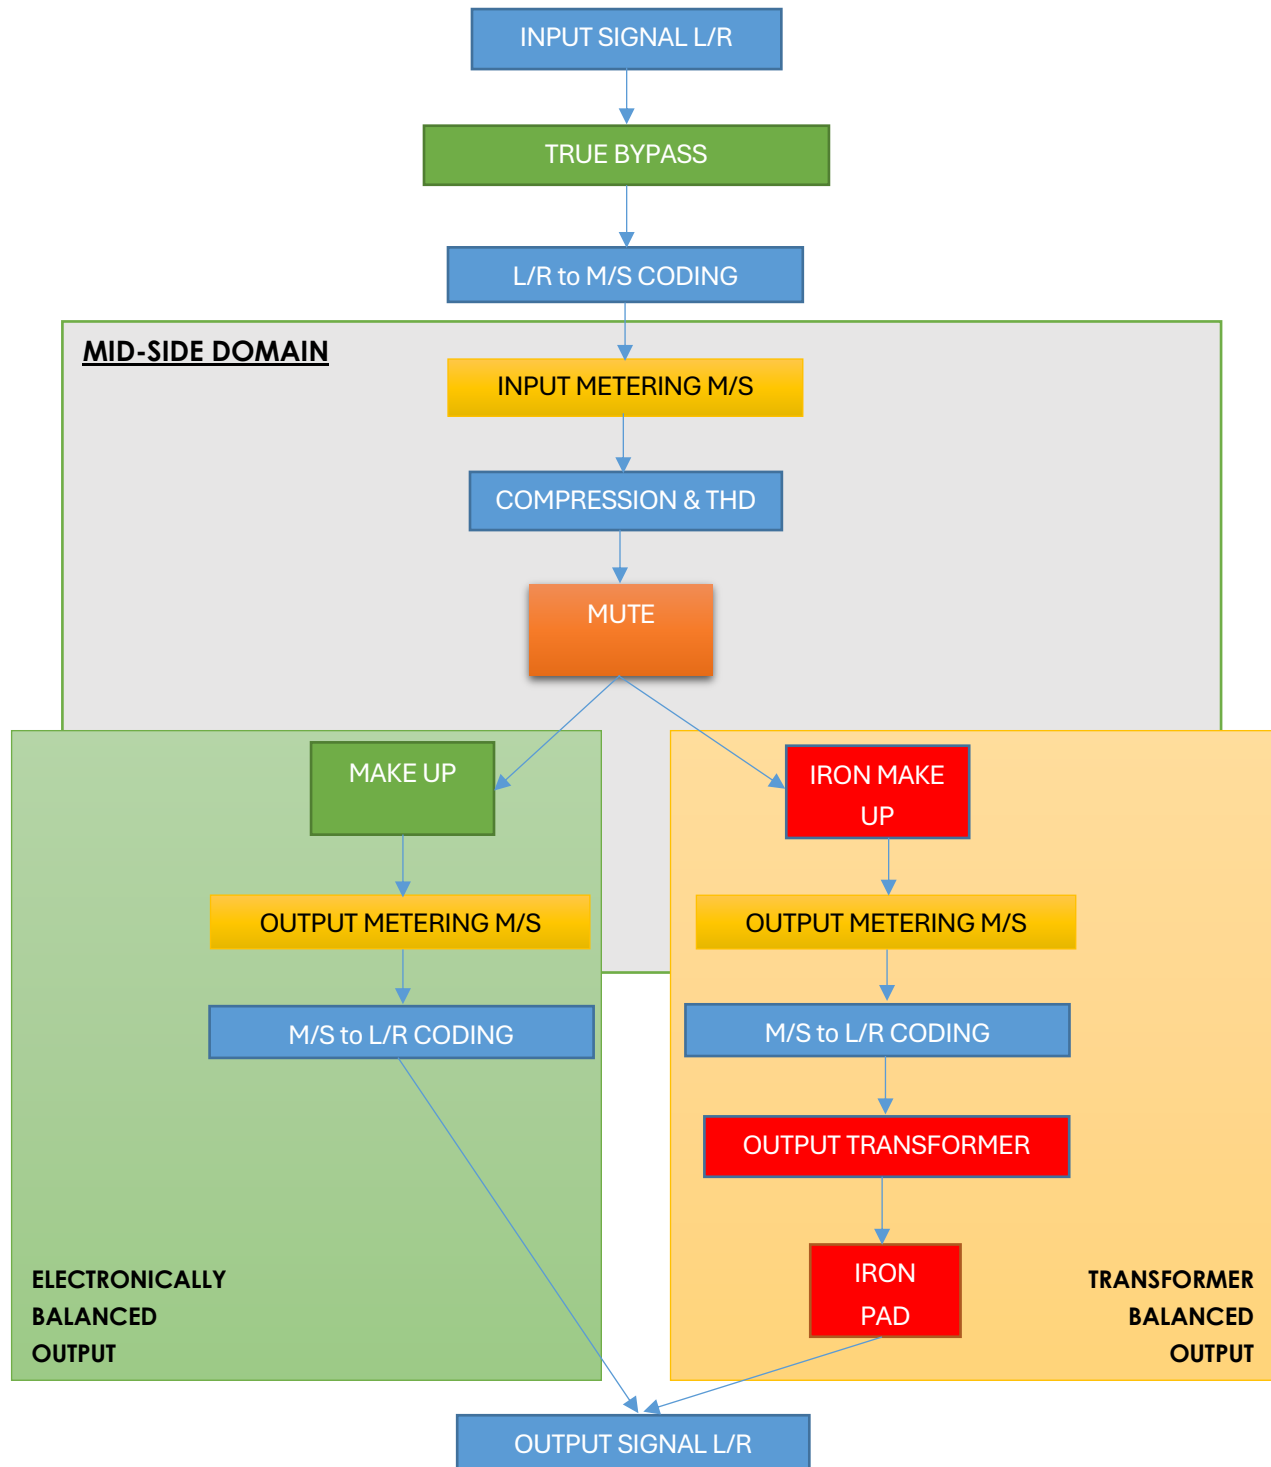 INPUT SIGNAL L/R
TRUE BYPASS
L/R to M/S CODING
MID-SIDE DOMAIN
INPUT METERING M/S
COMPRESSION & THD
MUTE
MAKE UP
IRON MAKE
UP
OUTPUT METERING M/S
OUTPUT METERING M/S
M/S to L/R CODING
M/S to L/R CODING
OUTPUT TRANSFORMER
IRON
PAD
ELECTRONICALLY
BALANCED
OUTPUT
TRANSFORMER
BALANCED
OUTPUT
OUTPUT SIGNAL L/R